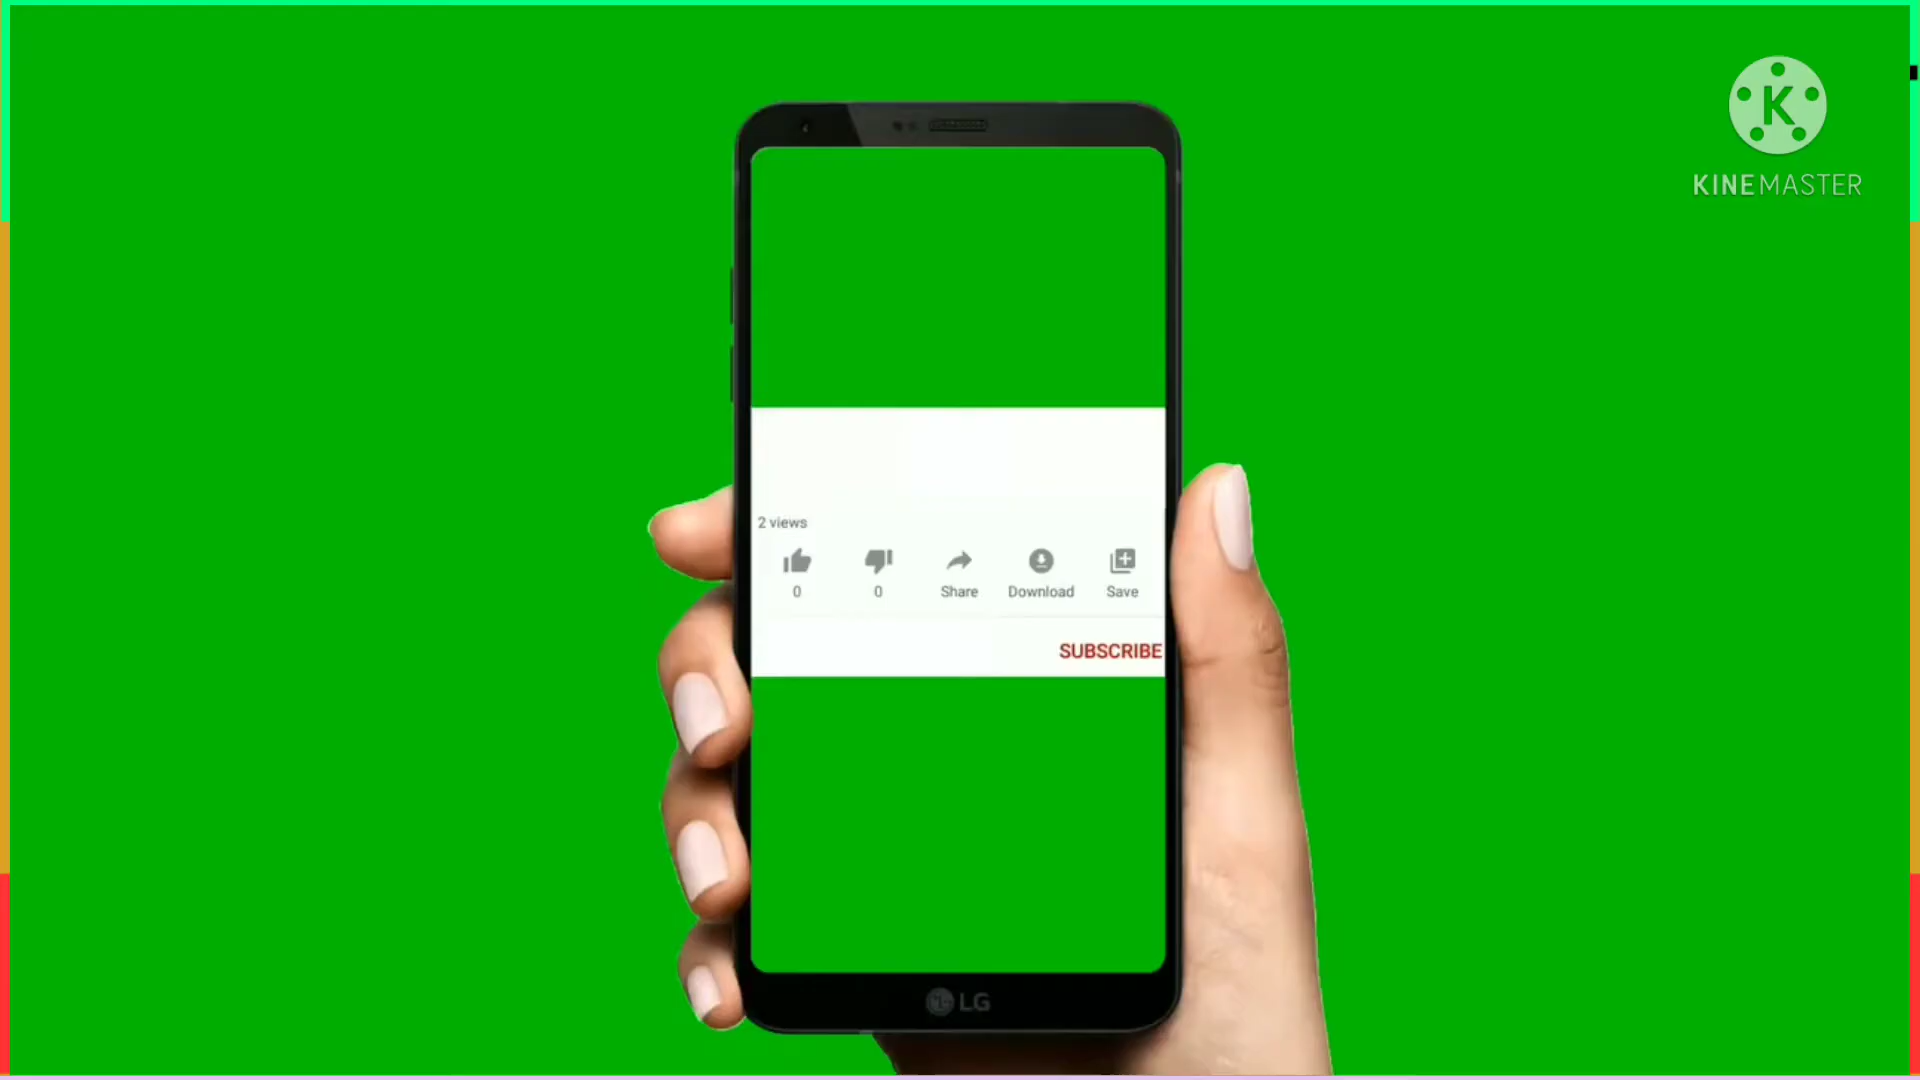 K
KINEMASTER
2 views
0 0 Share Download Save
SUBSCRIBE
LG